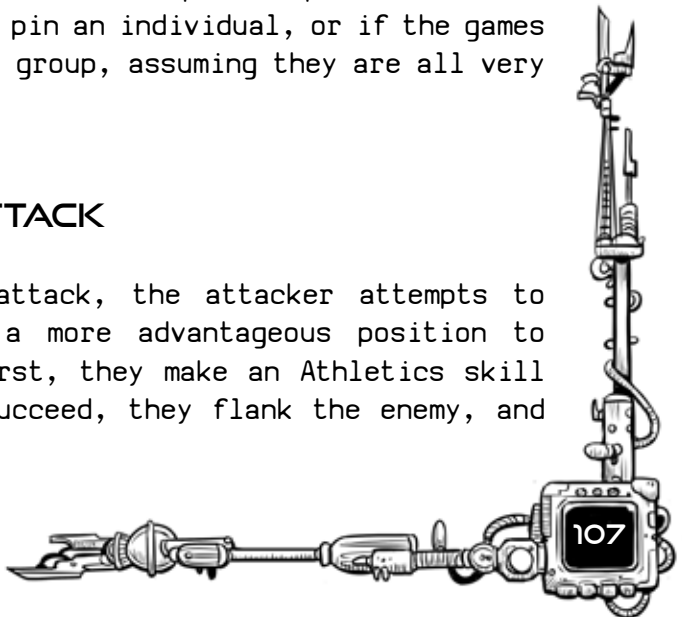 pin an individual, or if the games
group, assuming they are all very
TTACK
attack, the attacker attempts to
a more advantageous position to
rst, they make an Athletics skill
ucceed, they flank the enemy, and
107